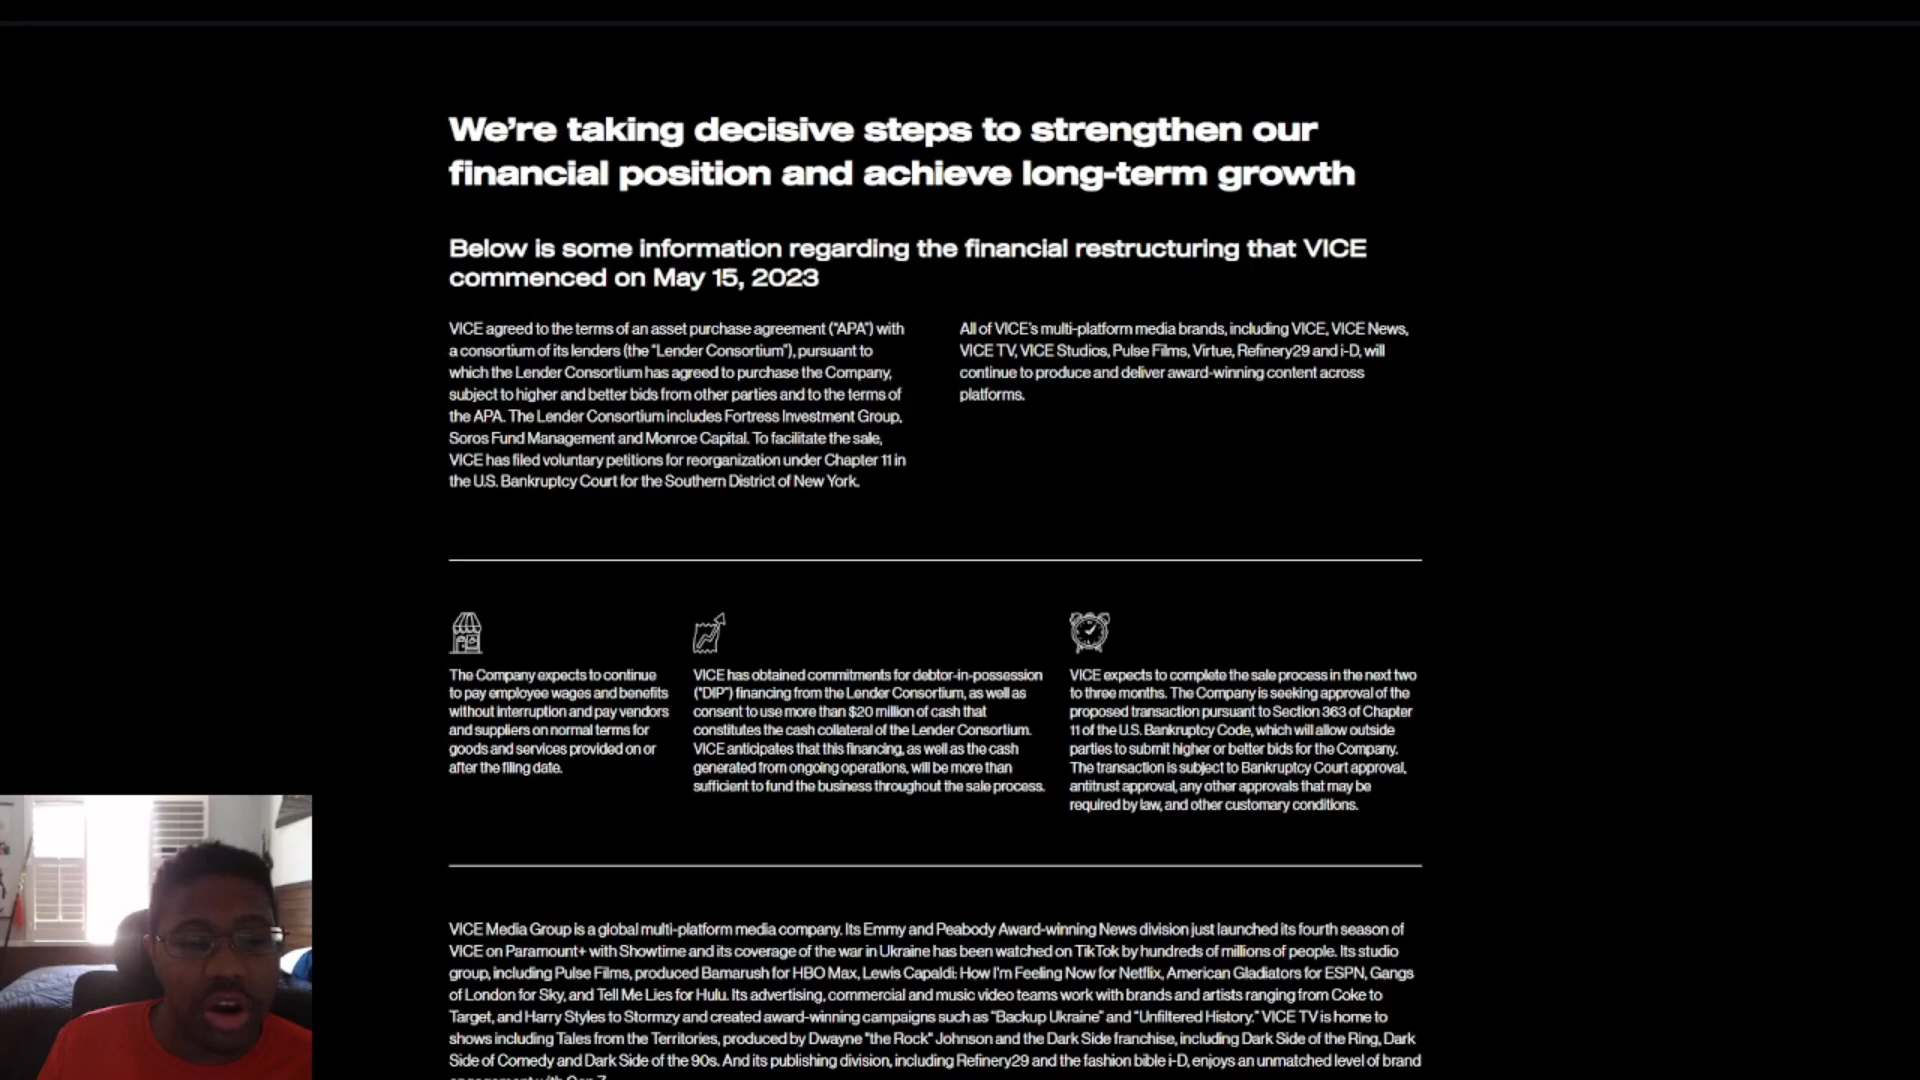 We're taking decisive steps to strengthen our
financial position and achieve long-term growth
Below is some information regarding the financial restructuring that VICE
commenced on May 15, 2023
VICE agreed to the terms of an asset purchase agreement ("APA") with
a consortium of its lenders (the "Lender Consortium"), pursuant to
which the Lender Consortium has agreed to purchase the Company,
subject to higher and better bids from other parties and to the terms of
the APA. The Lender Consortium includes Fortress Investment Group,
Soros Fund Management and Monroe Capital. To facilitate the sale,
VICE has filed voluntary petitions for reorganization under Chapter 11 in
the U.S. Bankruptcy Court for the Southern District of New York.
All of VICE's multi-platform media brands, including VICE, VICE News,
VICE TV, VICE Studios, Pulse Films, Virtue, Refinery29 and i-D, will
continue to produce and deliver award-winning content across
platforms.
The Company expects to continue
to pay employee wages and benefits
without interruption and pay vendors
and suppliers on normal terms for
goods and services provided on or
after the filing date.
VICE has obtained commitments for debtor-in-possession
("DIP") financing from the Lender Consortium, as well as
consent to use more than $20 million of cash that
constitutes the cash collateral of the Lender Consortium.
VICE anticipates that this financing, as well as the cash
generated from ongoing operations, will be more than
sufficient to fund the business throughout the sale process.
VICE expects to complete the sale process in the next two
to three months. The Company is seeking approval of the
proposed transaction pursuant to Section 363 of Chapter
11 of the U.S. Bankruptcy Code, which will allow outside
parties to submit higher or better bids for the Company.
The transaction is subject to Bankruptcy Court approval,
antitrust approval, any other approvals that may be
required by law, and other customary conditions.
VICE Media Group is a global multi-platform media company. Its Emmy and Peabody Award-winning News division just launched its fourth season of
VICE on Paramount+ with Showtime and its coverage of the war in Ukraine has been watched on TikTok by hundreds of millions of people. Its studio
group, including Pulse Films, produced Bamarush for HBO Max, Lewis Capaldi: How I'm Feeling Now for Netflix, American Gladiators for ESPN, Gangs
of London for Sky, and Tell Me Lies for Hulu. Its advertising, commercial and music video teams work with brands and artists ranging from Coke to
Target, and Harry Styles to Stormzy and created award-winning campaigns such as "Backup Ukraine" and "Unfiltered History." VICE TV is home to
shows including Tales from the Territories, produced by Dwayne "the Rock" Johnson and the Dark Side franchise, including Dark Side of the Ring, Dark
Side of Comedy and Dark Side of the 90s. And its publishing division, including Refinery29 and the fashion bible i-D, enjoys an unmatched level of brand